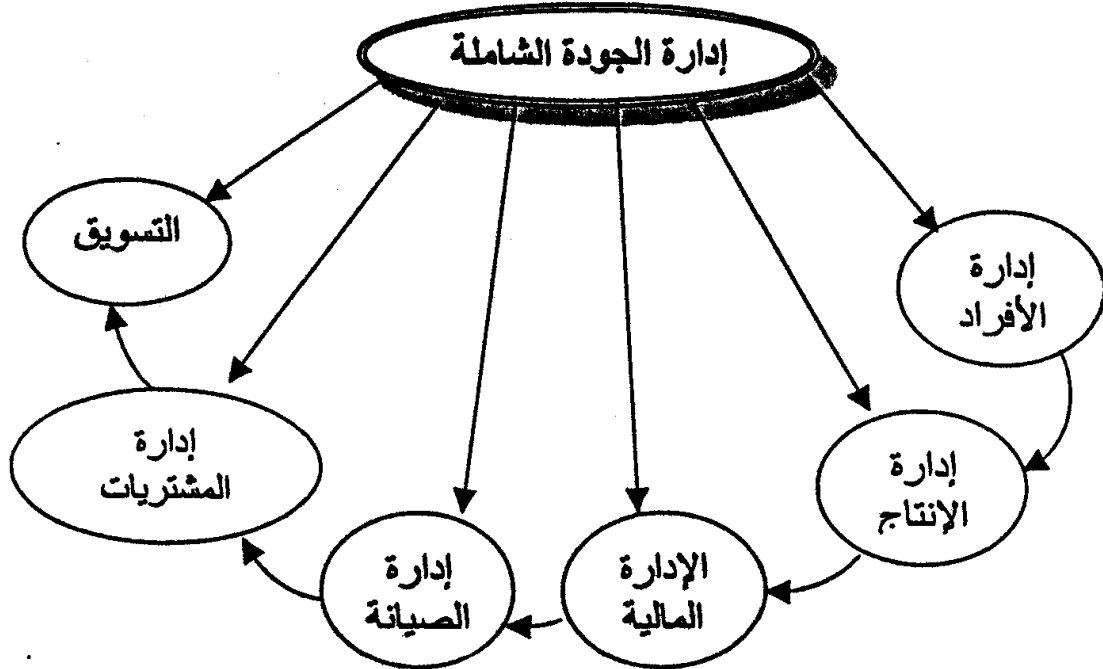 إدارة الجودة الشاملة
إدارة
الأفراد
إدارة
الإنتاج
الإدارة
المالية
إدارة
الصيانة
إدارة
المشتريات
التسويق